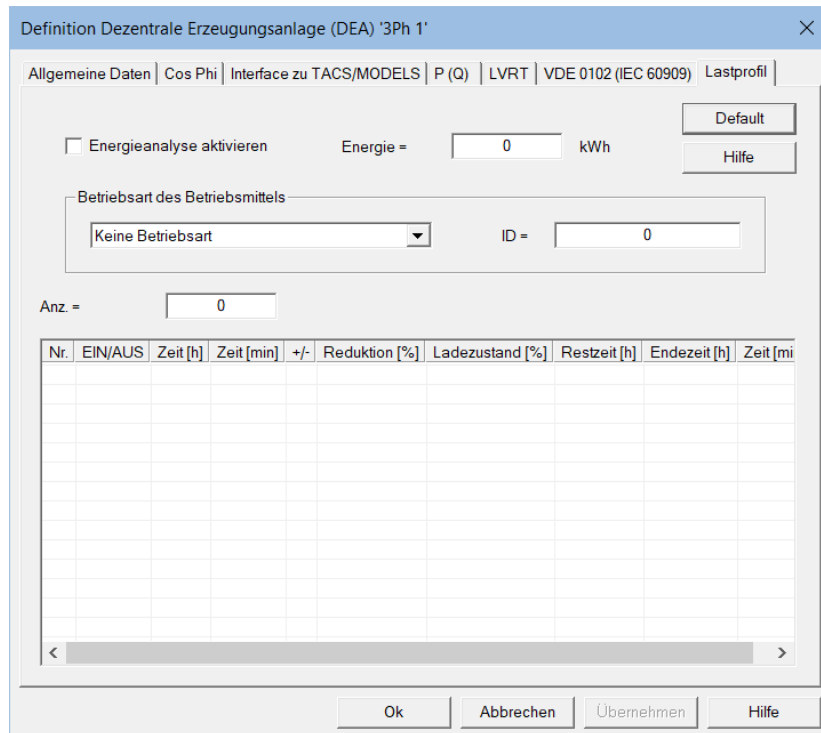 Definition Dezentrale Erzeugungsanlage (DEA) '3Ph 1'
Allgemeine Daten Cos Phi Interface zu TACS/MODELS P (Q) LVRT VDE 0102 (IEC 60909) Lastprofil
Default
Energieanalyse aktivieren Energie = 0 kWh
Hilfe
Betriebsart des Betriebsmittels
Keine Betriebsart ID = 0
Anz. = 0
Nr. EIN/AUS Zeit [h] Zeit [min] +/- Reduktion [%] Ladezustand [%] Restzeit [h] Endezeit [h] Zeit [mi
Ok Abbrechen Übernehmen Hilfe